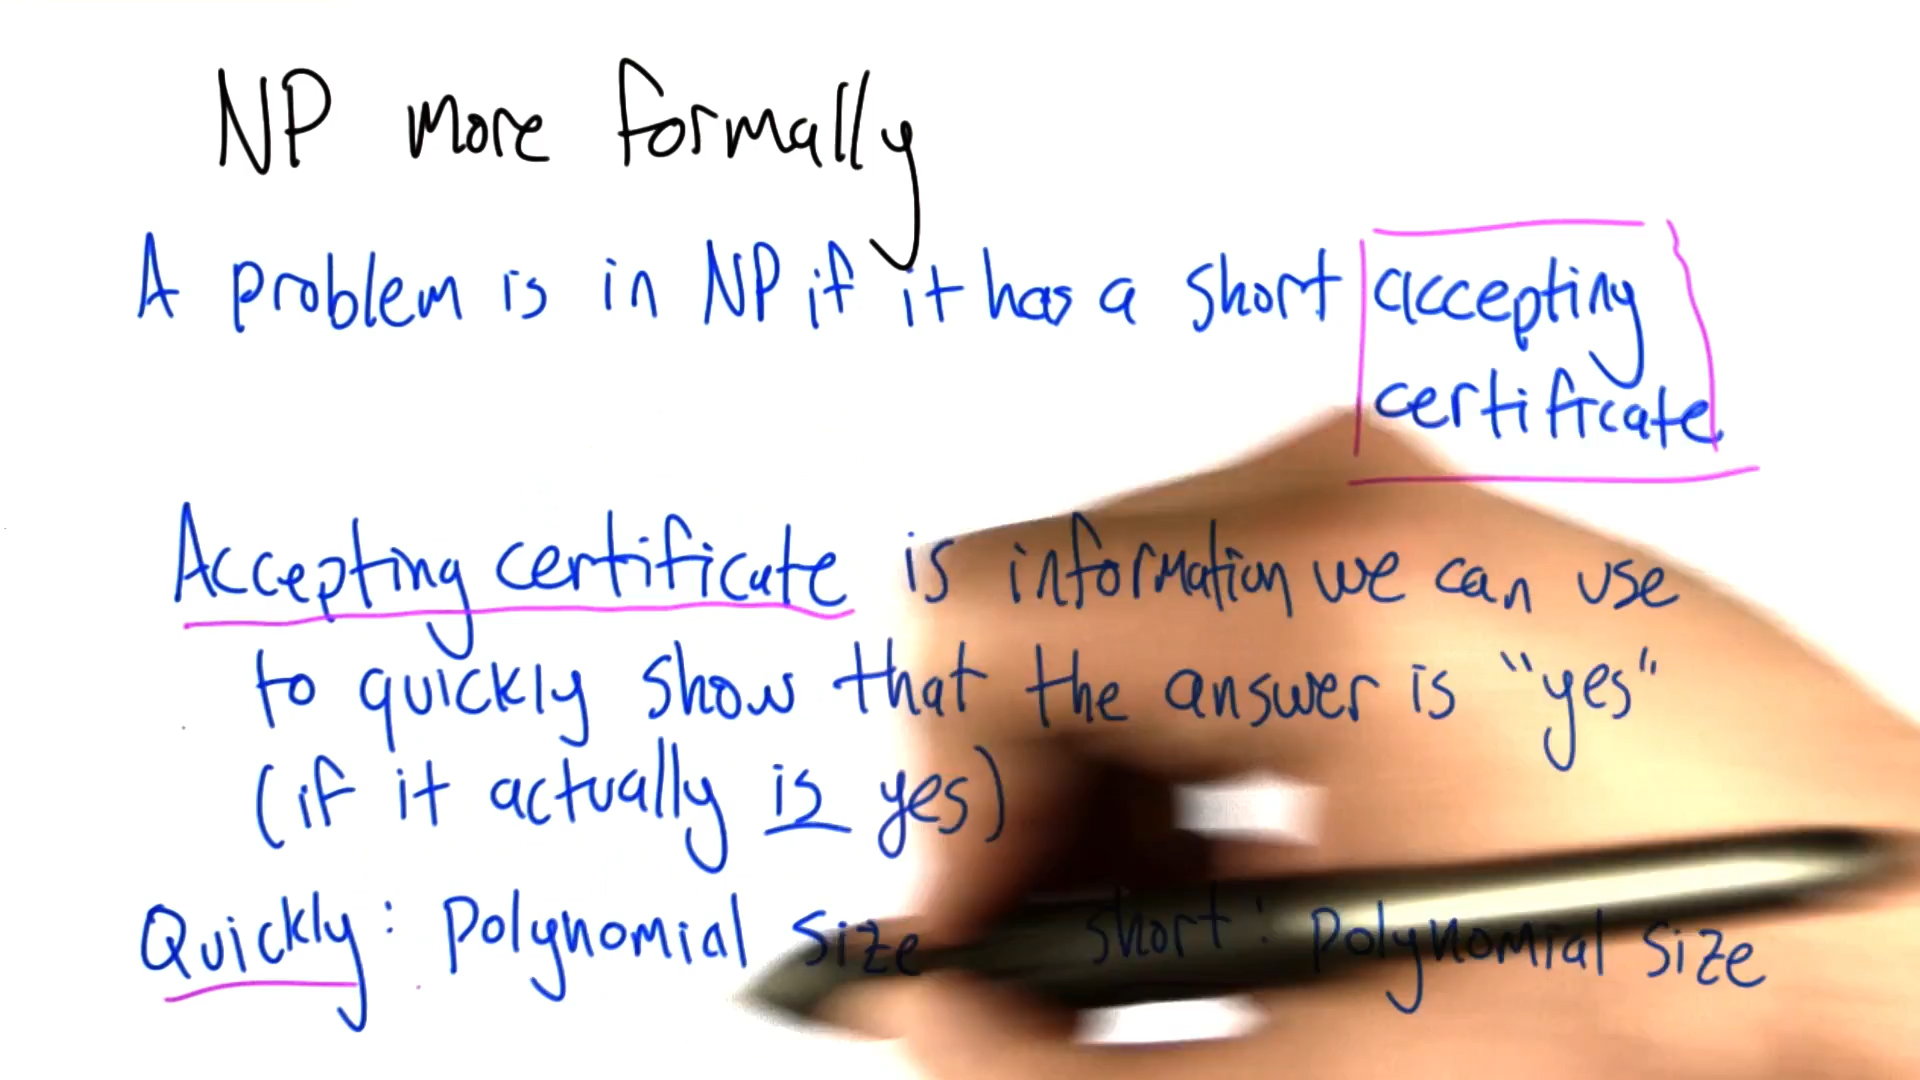 NP more formally
A problem is in NP if it has a short accepting
certificate
Accepting certificate is information we can use
to quickly show that the answer is "yes"
(if it actually is yes)
Quickly: polynomial size short: polynomial size